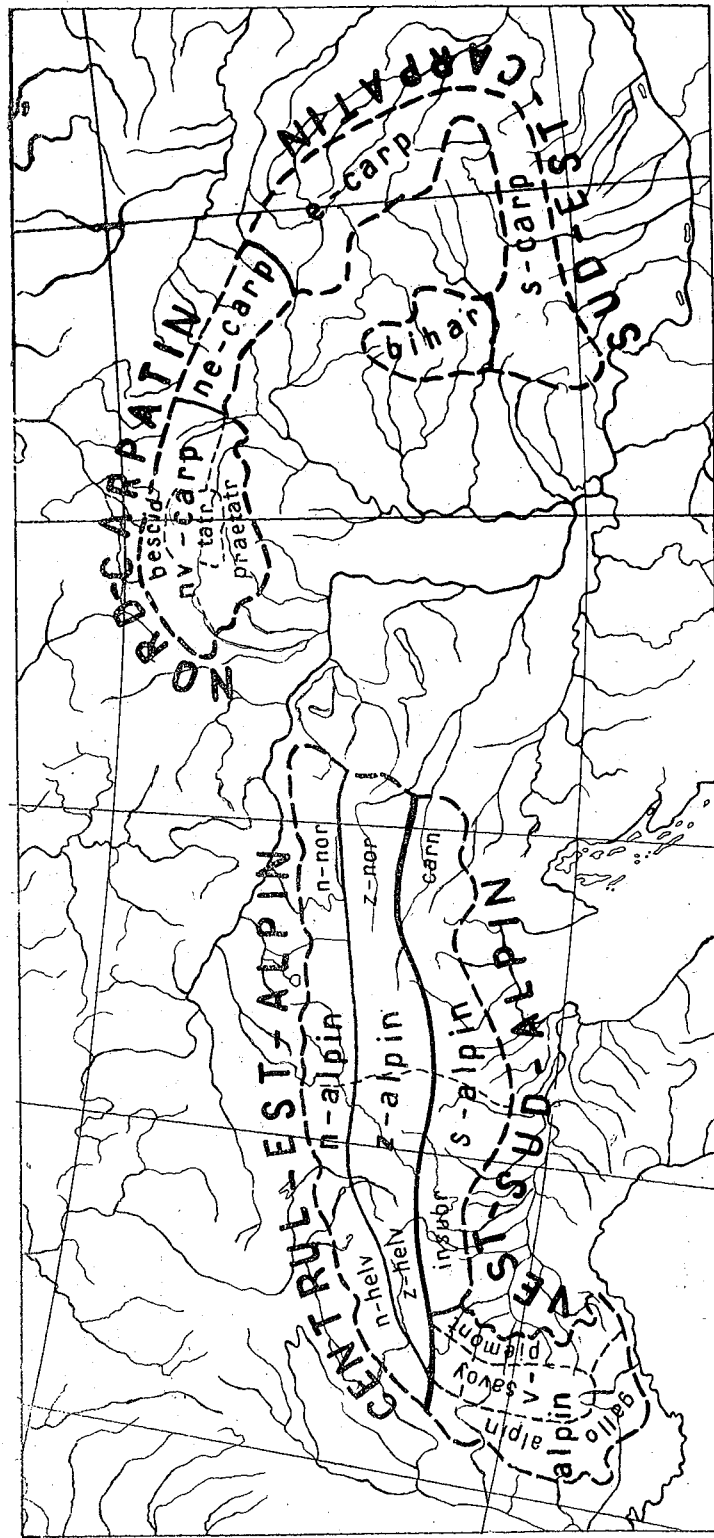 NORD-CARPATIN
bescid
nv-carp
tatr
praetatr
ne-carp
e-carp
s-carp
bihar
SUD-EST-CARPATIN
CENTRUL-EST-ALPIN
n-nor
n-alpin
n-helv
z-nor
z-alpin
z-helv
carn
s-alpin
insubr
VEST-SUD-ALPIN
v-alpin
piemont
savoy
alpin
gallo